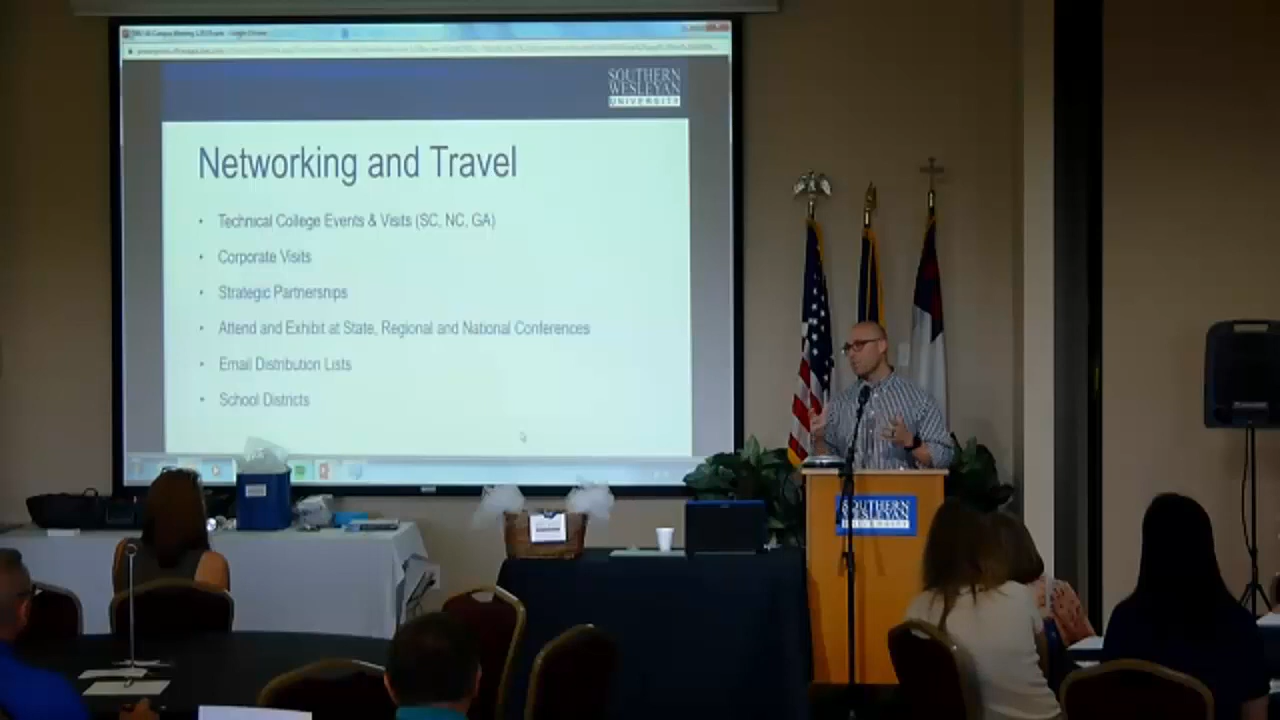 SOUTHERN
WESLEYAN
UNIVERSITY
Networking and Travel
• Technical College Events & Visits (SC, NC, GA)
• Corporate Visits
• Strategic Partnerships
• Attend and Exhibit at State, Regional and National Conferences
• Email Distribution Lists
• School Districts
SOUTHERN
WESLEYAN
UNIVERSITY